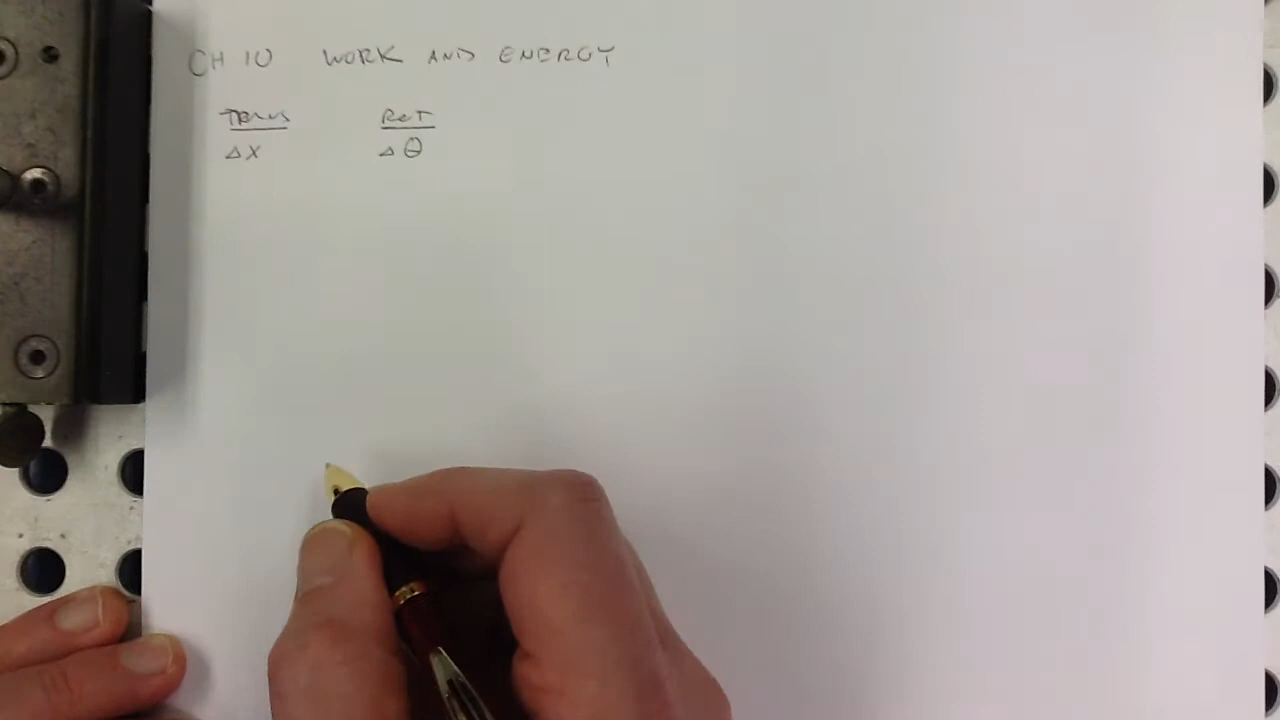 CH 10 WORK AND ENERGY
TRANS ROT
Δx Δθ